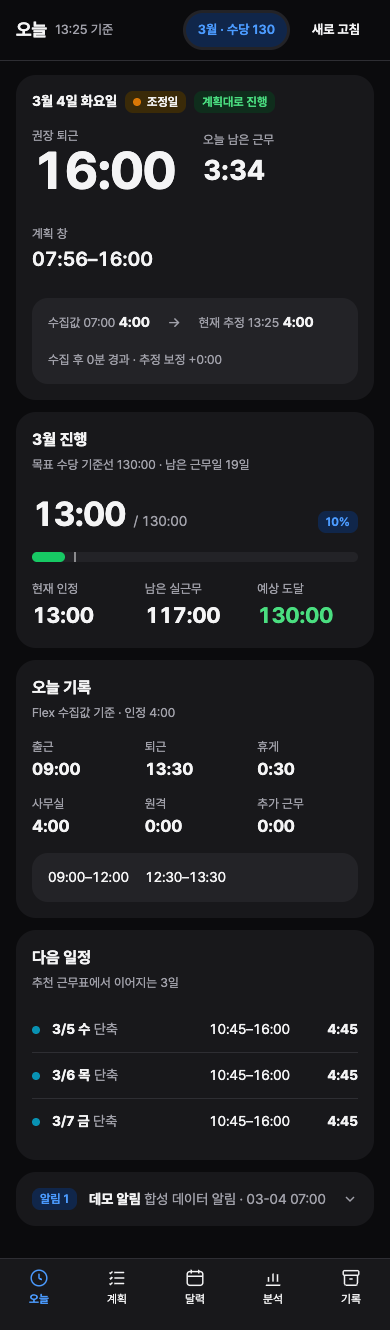 오늘 13:25 기준 3월 · 수당 130 새로 고침
3월 4일 화요일 조정일 계획대로 진행
권장 퇴근 오늘 남은 근무
16:00 3:34
계획 창
07:56–16:00
수집값 07:00 4:00 → 현재 추정 13:25 4:00
수집 후 0분 경과 · 추정 보정 +0:00
3월 진행
목표 수당 기준선 130:00 · 남은 근무일 19일
13:00 / 130:00 10%
현재 인정 남은 실근무 예상 도달
13:00 117:00 130:00
오늘 기록
Flex 수집값 기준 · 인정 4:00
출근 퇴근 휴게
09:00 13:30 0:30
사무실 원격 추가 근무
4:00 0:00 0:00
09:00–12:00 12:30–13:30
다음 일정
추천 근무표에서 이어지는 3일
3/5 수 단축 10:45–16:00 4:45
3/6 목 단축 10:45–16:00 4:45
3/7 금 단축 10:45–16:00 4:45
알림 1 데모 알림 합성 데이터 알림 · 03-04 07:00
오늘 계획 달력 분석 기록